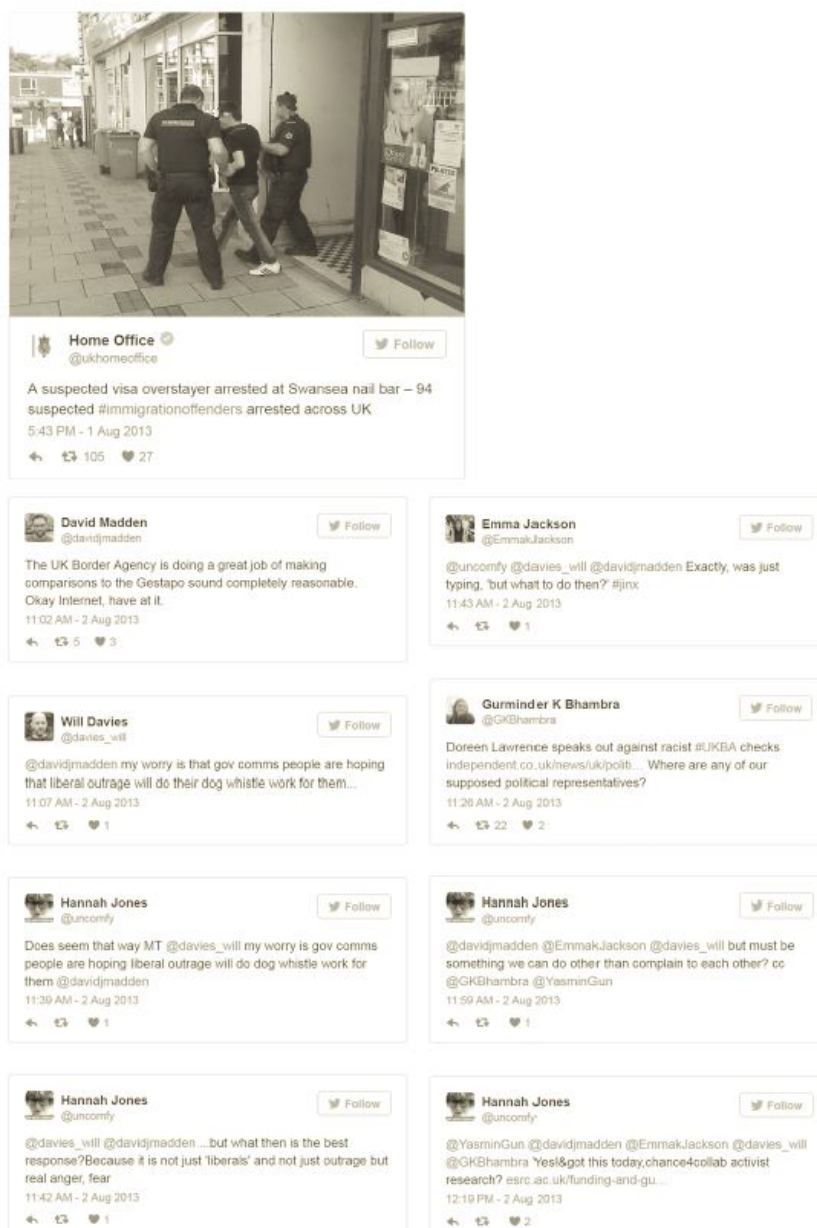 Home Office
@ukhomeoffice
Follow
A suspected visa overstayer arrested at Swansea nail bar – 94
suspected #immigrationoffenders arrested across UK
5:43 PM - 1 Aug 2013
105 27
David Madden
@davidjmadden
Follow
The UK Border Agency is doing a great job of making
comparisons to the Gestapo sound completely reasonable.
Okay Internet, have at it.
11:02 AM - 2 Aug 2013
5 3
Will Davies
@davies_will
Follow
@davidjmadden my worry is that gov comms people are hoping
that liberal outrage will do their dog whistle work for them...
11:07 AM - 2 Aug 2013
1
Hannah Jones
@uncomfy
Follow
Does seem that way MT @davies_will my worry is gov comms
people are hoping liberal outrage will do dog whistle work for
them @davidjmadden
11:39 AM - 2 Aug 2013
1
Hannah Jones
@uncomfy
Follow
@davies_will @davidjmadden ...but what then is the best
response?Because it is not just 'liberals' and not just outrage but
real anger, fear
11:42 AM - 2 Aug 2013
1
Emma Jackson
@EmmakJackson
Follow
@uncomfy @davies_will @davidjmadden Exactly, was just
typing, 'but what to do then?' #jinx
11:43 AM - 2 Aug 2013
1
Gurminder K Bhambra
@GKBhambra
Follow
Doreen Lawrence speaks out against racist #UKBA checks
independent.co.uk/news/uk/politi... Where are any of our
supposed political representatives?
11:26 AM - 2 Aug 2013
22 2
Hannah Jones
@uncomfy
Follow
@davidjmadden @EmmakJackson @davies_will but must be
something we can do other than complain to each other? cc
@GKBhambra @YasminGun
11:59 AM - 2 Aug 2013
1
Hannah Jones
@uncomfy
Follow
@YasminGun @davidjmadden @EmmakJackson @davies_will
@GKBhambra 'Yes!&got this today,chance4collab activist
research? esrc.ac.uk/funding-and-gu...
12:19 PM - 2 Aug 2013
2